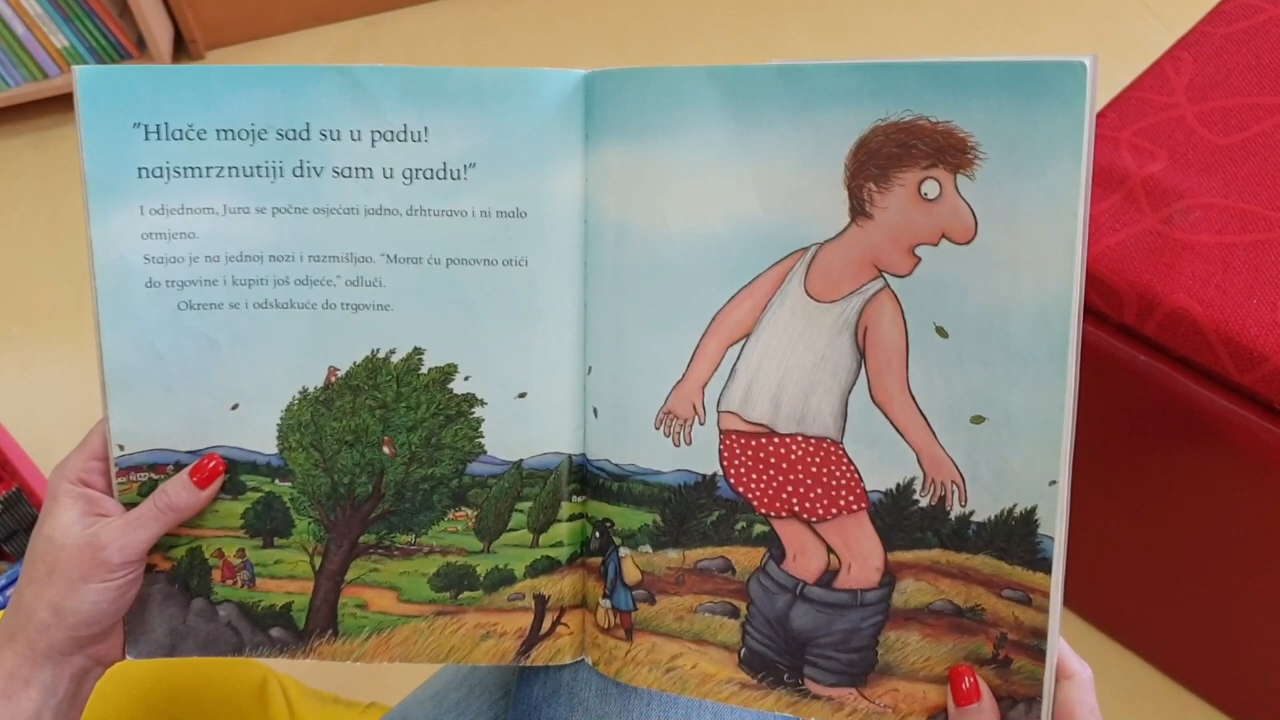 "Hlače moje sad su u padu!
najsmrznutiji div sam u gradu!"
I odjednom, Jura se počne osjećati jadno, drhturavo i ni malo
otmjeno.
Stajao je na jednoj nozi i razmišljao. "Morat ću ponovno otići
do trgovine i kupiti još odjeće," odluči.
Okrene se i odskakuće do trgovine.